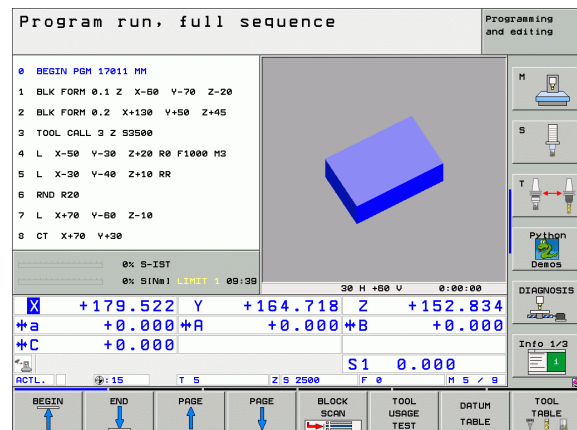 Program run, full sequence
Programming
and editing
0 BEGIN PGM 17011 MM
1 BLK FORM 0.1 Z X-60 Y-70 Z-20
2 BLK FORM 0.2 X+130 Y+50 Z+45
3 TOOL CALL 3 Z S3500
4 L X-50 Y-30 Z+20 R0 F1000 M3
5 L X-30 Y-40 Z+10 RR
6 RND R20
7 L X+70 Y-60 Z-10
8 CT X+70 Y+30
0% S-IST
0% S[Nm] LIMIT 1 09:39
30 H +60 V 0:00:00
X +179.522 Y +164.718 Z +152.834
a +0.000 A +0.000 B +0.000
C +0.000
S1 0.000
ACTL. : 15 T 5 Z S 2500 F 0 M 5 / 9
M
S
T
Python
Demos
DIAGNOSIS
Info 1/3
BEGIN
END
PAGE
PAGE
BLOCK
SCAN
TOOL
USAGE
TEST
DATUM
TABLE
TOOL
TABLE